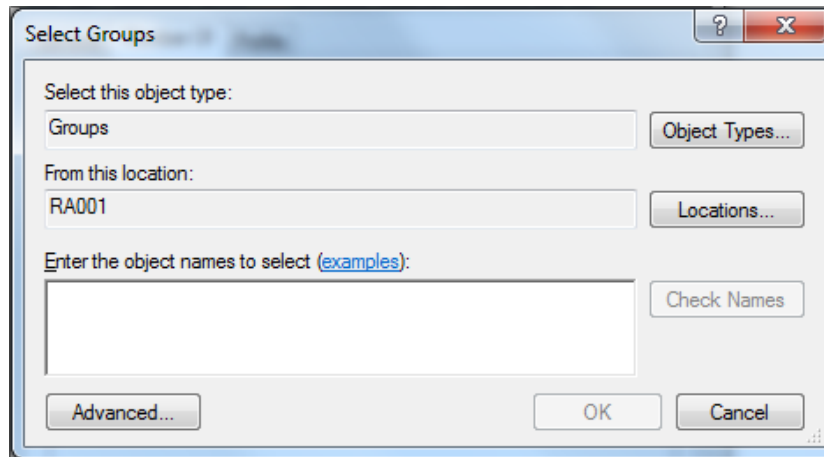 Select Groups
Select this object type:
Groups
Object Types...
From this location:
RA001
Locations...
Enter the object names to select (examples):
Check Names
Advanced...
OK
Cancel